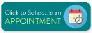 Click to Schedule an
APPOINTMENT